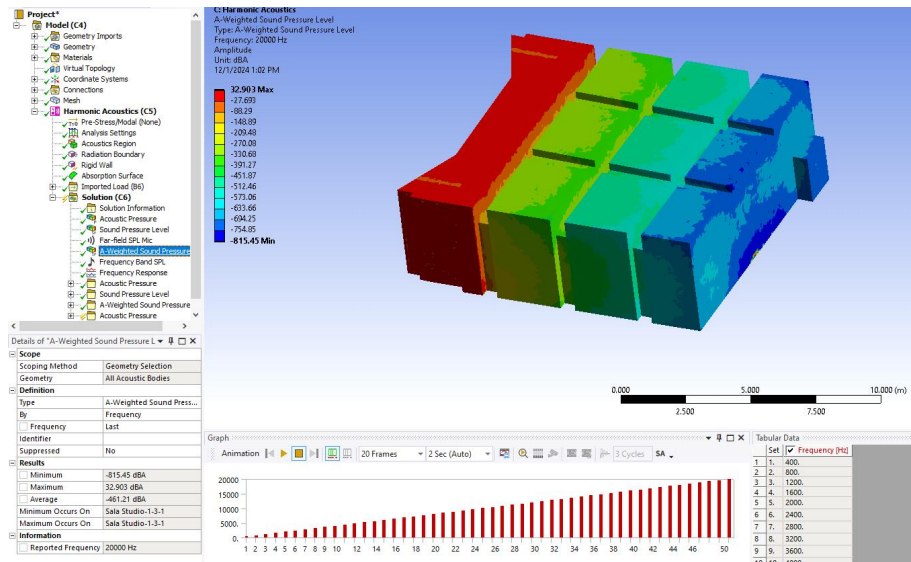 Project*
Model (C4)
Geometry Imports
Geometry
Materials
Virtual Topology
Coordinate Systems
Connections
Mesh
Harmonic Acoustics (C5)
Pre-Stress/Modal (None)
Analysis Settings
Acoustics Region
Radiation Boundary
Rigid Wall
Absorption Surface
Imported Load (B6)
Solution (C6)
Solution Information
Acoustic Pressure
Sound Pressure Level
Far-field SPL Mic
A-Weighted Sound Pressure
Frequency Band SPL
Frequency Response
Acoustic Pressure
Sound Pressure Level
A-Weighted Sound Pressure
Acoustic Pressure
Details of "A-Weighted Sound Pressure L
Scope
Scoping Method Geometry Selection
Geometry All Acoustic Bodies
Definition
Type A-Weighted Sound Press...
By Frequency
Frequency Last
Identifier
Suppressed No
Results
Minimum -815.45 dBA
Maximum 32.903 dBA
Average -461.21 dBA
Minimum Occurs On Sala Studio-1-3-1
Maximum Occurs On Sala Studio-1-3-1
Information
Reported Frequency 20000 Hz
C: Harmonic Acoustics
A-Weighted Sound Pressure Level
Type: A-Weighted Sound Pressure Level
Frequency: 20000 Hz
Amplitude
Unit: dBA
12/1/2024 1:02 PM
32.903 Max
-27.693
-88.29
-148.89
-209.48
-270.08
-330.68
-391.27
-451.87
-512.46
-573.06
-633.66
-694.25
-754.85
-815.45 Min
0.000 5.000 10.000 (m)
2.500 7.500
Graph
Animation 20 Frames 2 Sec (Auto) 3 Cycles SA
20000
15000
10000
5000.
0.
1 2 3 4 5 6 7 8 9 10 12 14 16 18 20 22 24 26 28 30 32 34 36 38 40 42 44 46 50
Tabular Data
Set Frequency [Hz]
1 1. 400.
2 2. 800.
3 3. 1200.
4 4. 1600.
5 5. 2000.
6 6. 2400.
7 7. 2800.
8 8. 3200.
9 9. 3600.